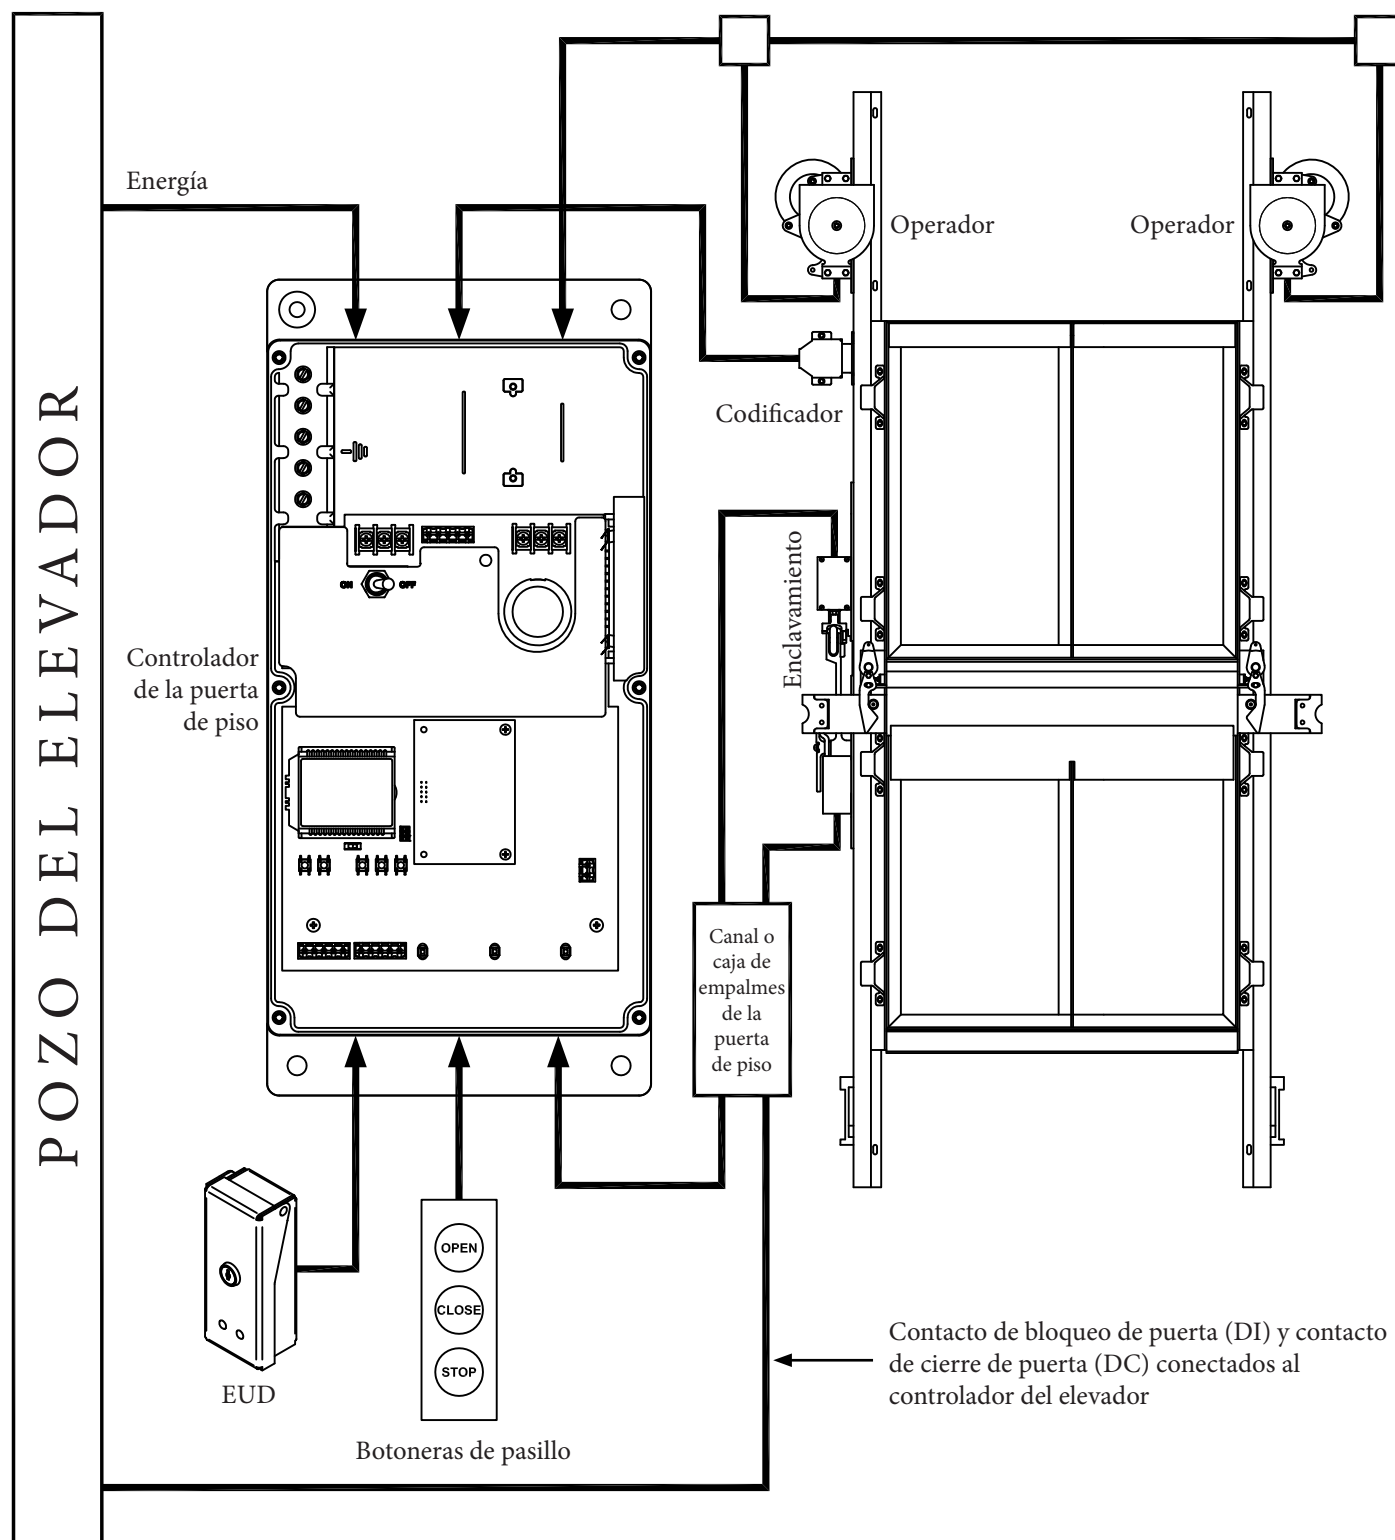 Energía
Operador
Operador
Codificador
Enclavamiento
POZO DEL ELEVADOR
ON
OFF
Controlador
de la puerta
de piso
Canal o
caja de
empalmes
de la
puerta
de piso
OPEN
CLOSE
STOP
EUD
Botoneras de pasillo
Contacto de bloqueo de puerta (DI) y contacto
de cierre de puerta (DC) conectados al
controlador del elevador